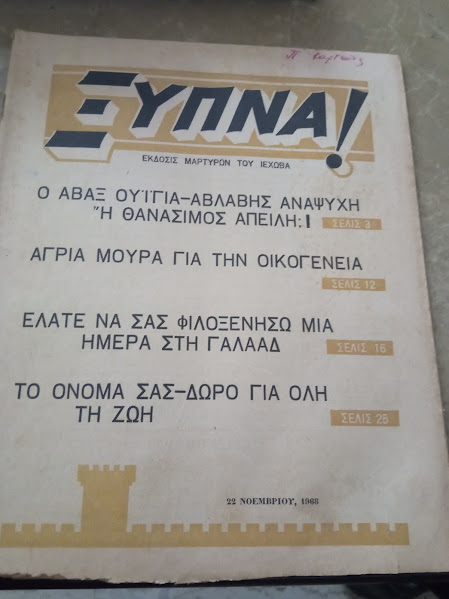 ΞΥΠΝΑ!
ΕΚΔΟΣΙΣ ΜΑΡΤΥΡΩΝ ΤΟΥ ΙΕΧΩΒΑ
Ο ΑΒΑΞ ΟΥΪΓΙΑ–ΑΒΛΑΒΗΣ ΑΝΑΨΥΧΗ
Ή ΘΑΝΑΣΙΜΟΣ ΑΠΕΙΛΗ;
ΣΕΛΙΣ 3
ΑΓΡΙΑ ΜΟΥΡΑ ΓΙΑ ΤΗΝ ΟΙΚΟΓΕΝΕΙΑ
ΣΕΛΙΣ 12
ΕΛΑΤΕ ΝΑ ΣΑΣ ΦΙΛΟΞΕΝΗΣΩ ΜΙΑ
ΗΜΕΡΑ ΣΤΗ ΓΑΛΑΑΔ
ΣΕΛΙΣ 16
ΤΟ ΟΝΟΜΑ ΣΑΣ–ΔΩΡΟ ΓΙΑ ΟΛΗ
ΤΗ ΖΩΗ
ΣΕΛΙΣ 25
22 ΝΟΕΜΒΡΙΟΥ, 1968